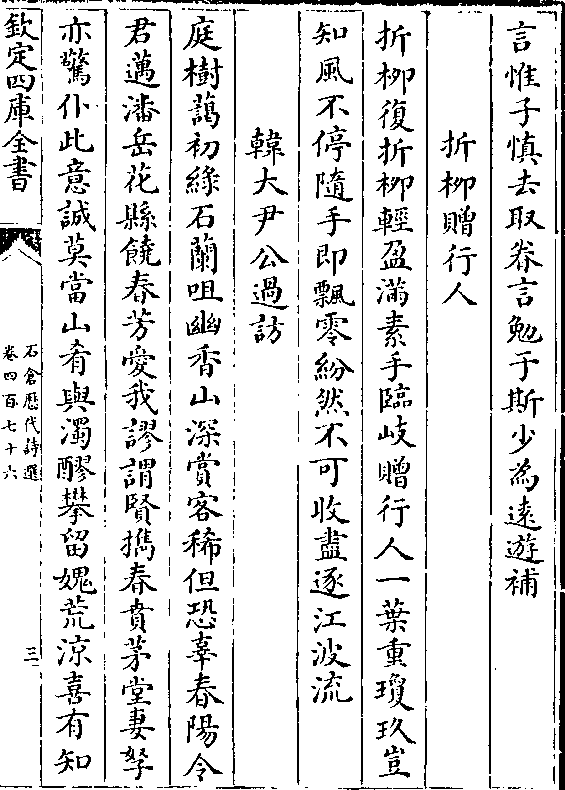 言惟子慎去取眷言勉于斯少為遠遊補
折柳贈行人
折柳復折柳輕盈滿素手臨岐贈行人一葉重瓊玖豈
知風不停隨手即飄零紛然不可收盡逐江波流
韓大尹公過訪
庭樹藹初綠石蘭咀幽香山深賞客稀但恐辜春陽令
君邁潘岳花縣饒春芳愛我謬謂賢攜春賁茅堂妻孥
亦驚仆此意誠莫當山肴與濁醪攀留媿荒涼喜有知
欽定四庫全書
石倉歷代詩選
卷四百七十六
三